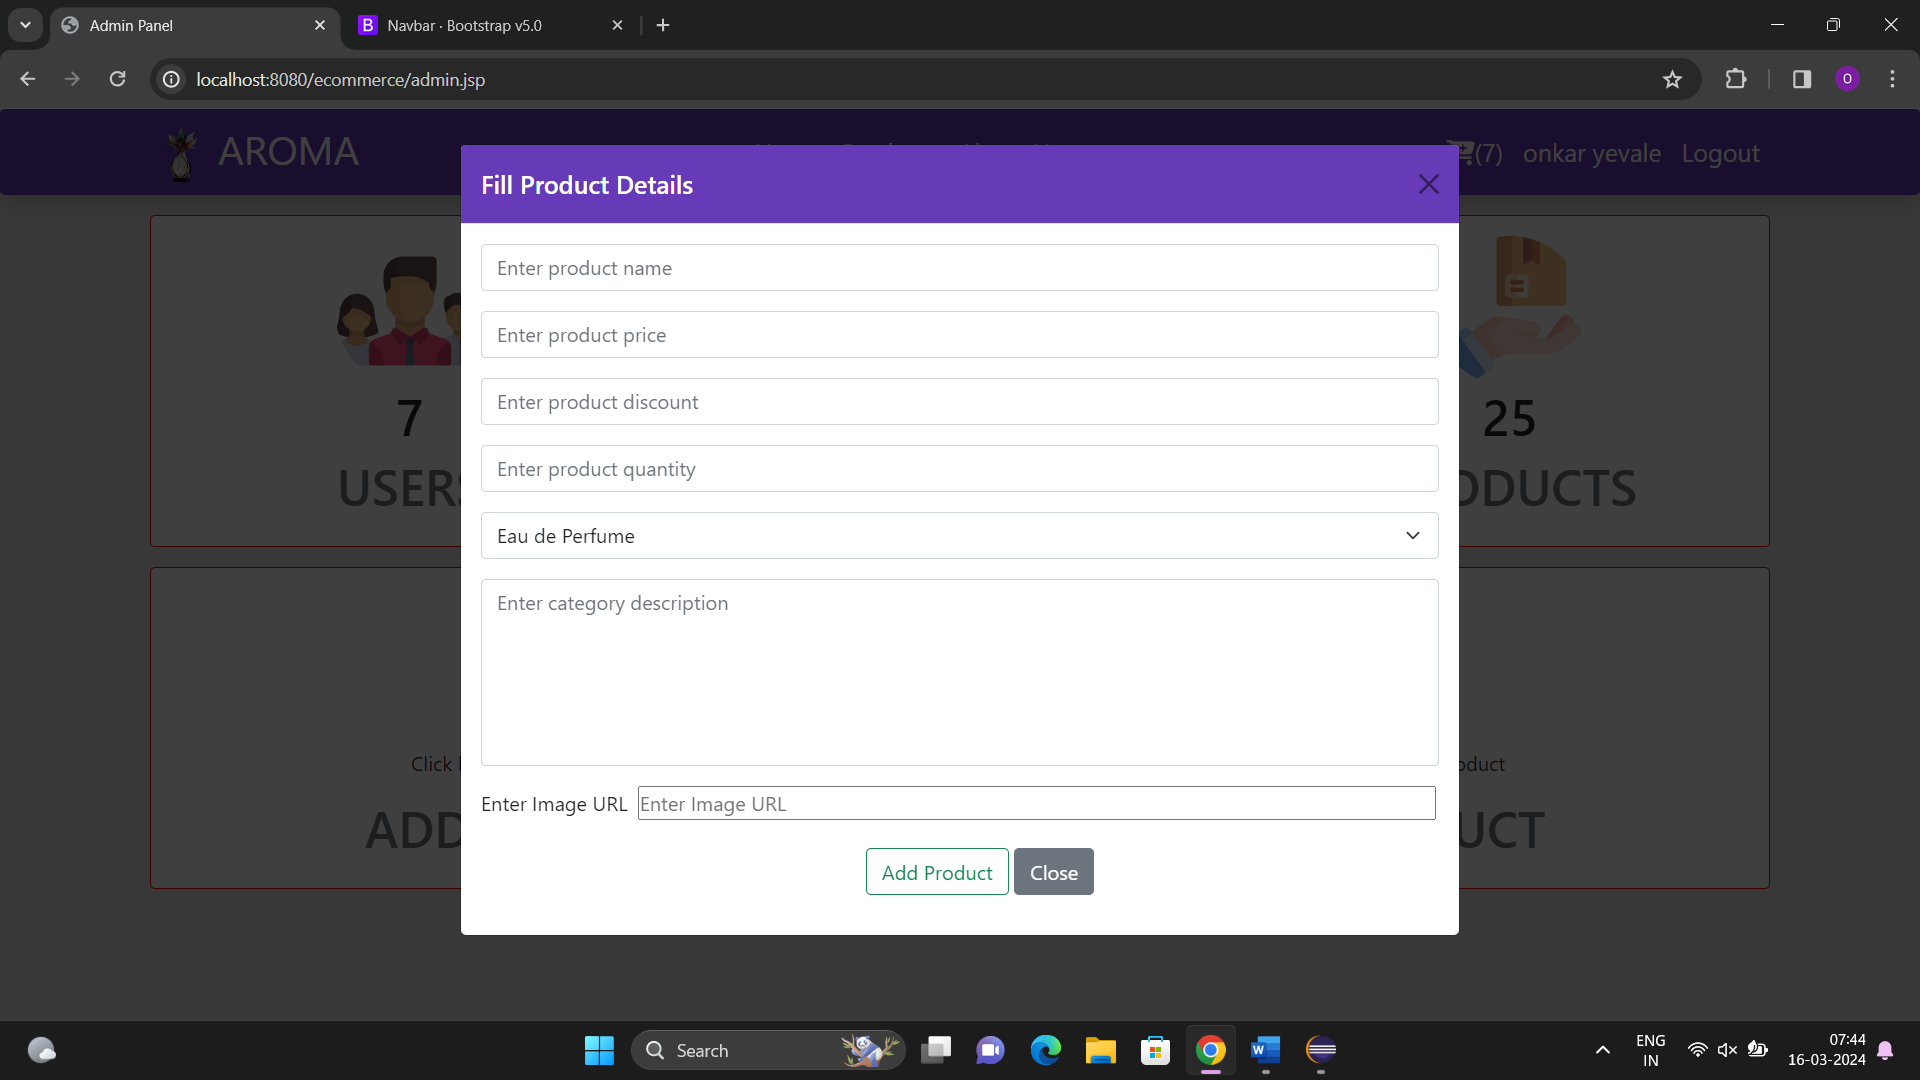 Admin Panel
Navbar · Bootstrap v5.0
localhost:8080/ecommerce/admin.jsp
O
AROMA
(7)
onkar yevale
Logout
Fill Product Details
Enter product name
Enter product price
Enter product discount
Enter product quantity
Eau de Perfume
Enter category description
Enter Image URL
Enter Image URL
Add Product
Close
7
USERS
25
ODUCTS
Click
ADD
oduct
UCT
Search
ENG
IN
07:44
16-03-2024